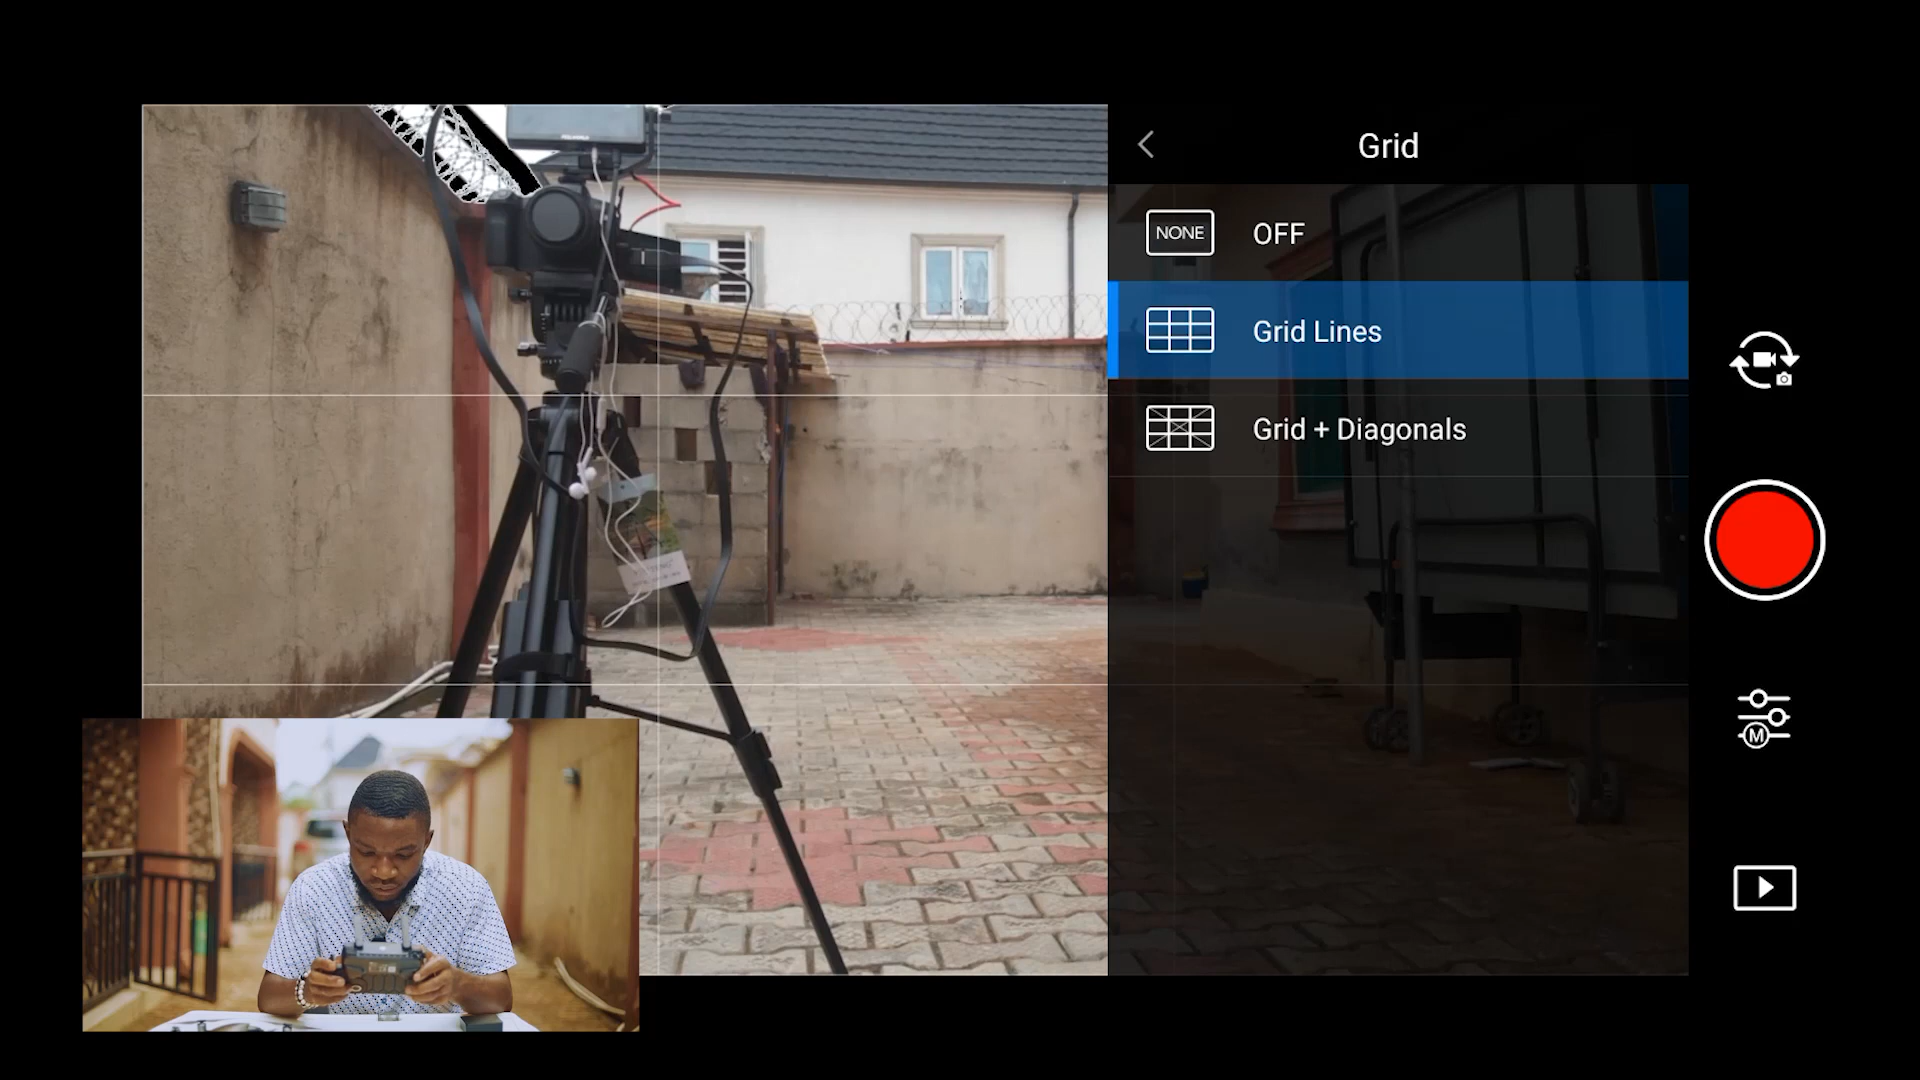 Grid
NONE OFF
Grid Lines
Grid + Diagonals
M